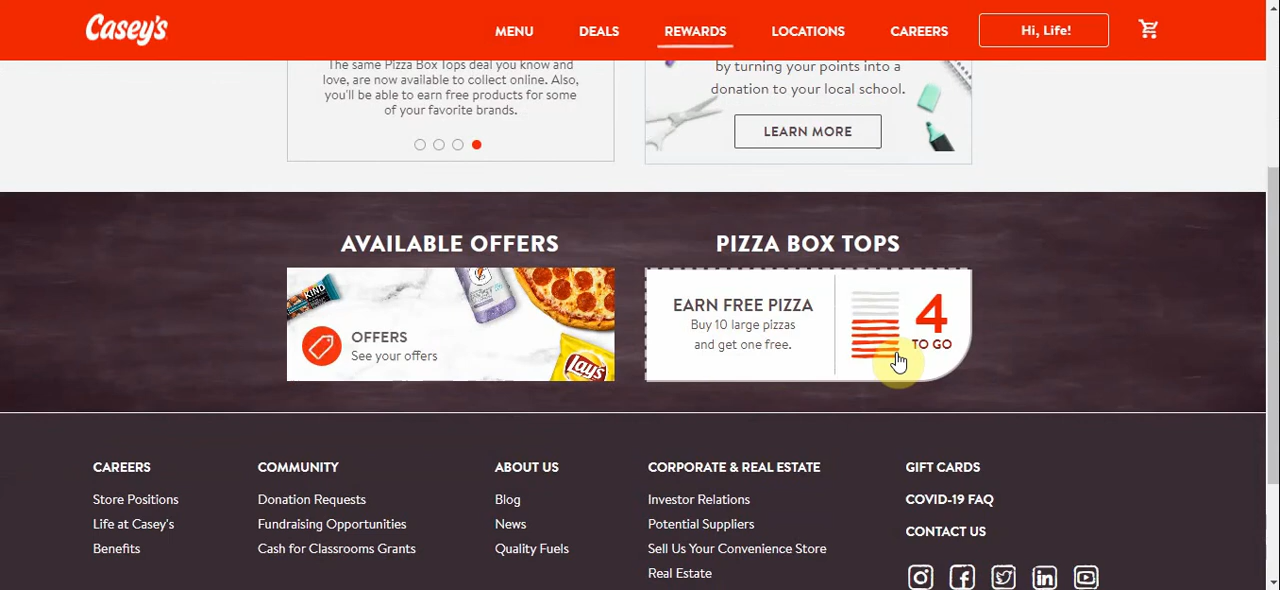 Casey's
MENU
DEALS
REWARDS
LOCATIONS
CAREERS
Hi, Life!
The same Pizza Box Tops deal you know and
love, are now available to collect online. Also,
you'll be able to earn free products for some
of your favorite brands.
by turning your points into a
donation to your local school.
LEARN MORE
AVAILABLE OFFERS
KIND
OFFERS
See your offers
Lay's
PIZZA BOX TOPS
EARN FREE PIZZA
Buy 10 large pizzas
and get one free.
4
TO GO
CAREERS
Store Positions
Life at Casey's
Benefits
COMMUNITY
Donation Requests
Fundraising Opportunities
Cash for Classrooms Grants
ABOUT US
Blog
News
Quality Fuels
CORPORATE & REAL ESTATE
Investor Relations
Potential Suppliers
Sell Us Your Convenience Store
Real Estate
GIFT CARDS
COVID-19 FAQ
CONTACT US